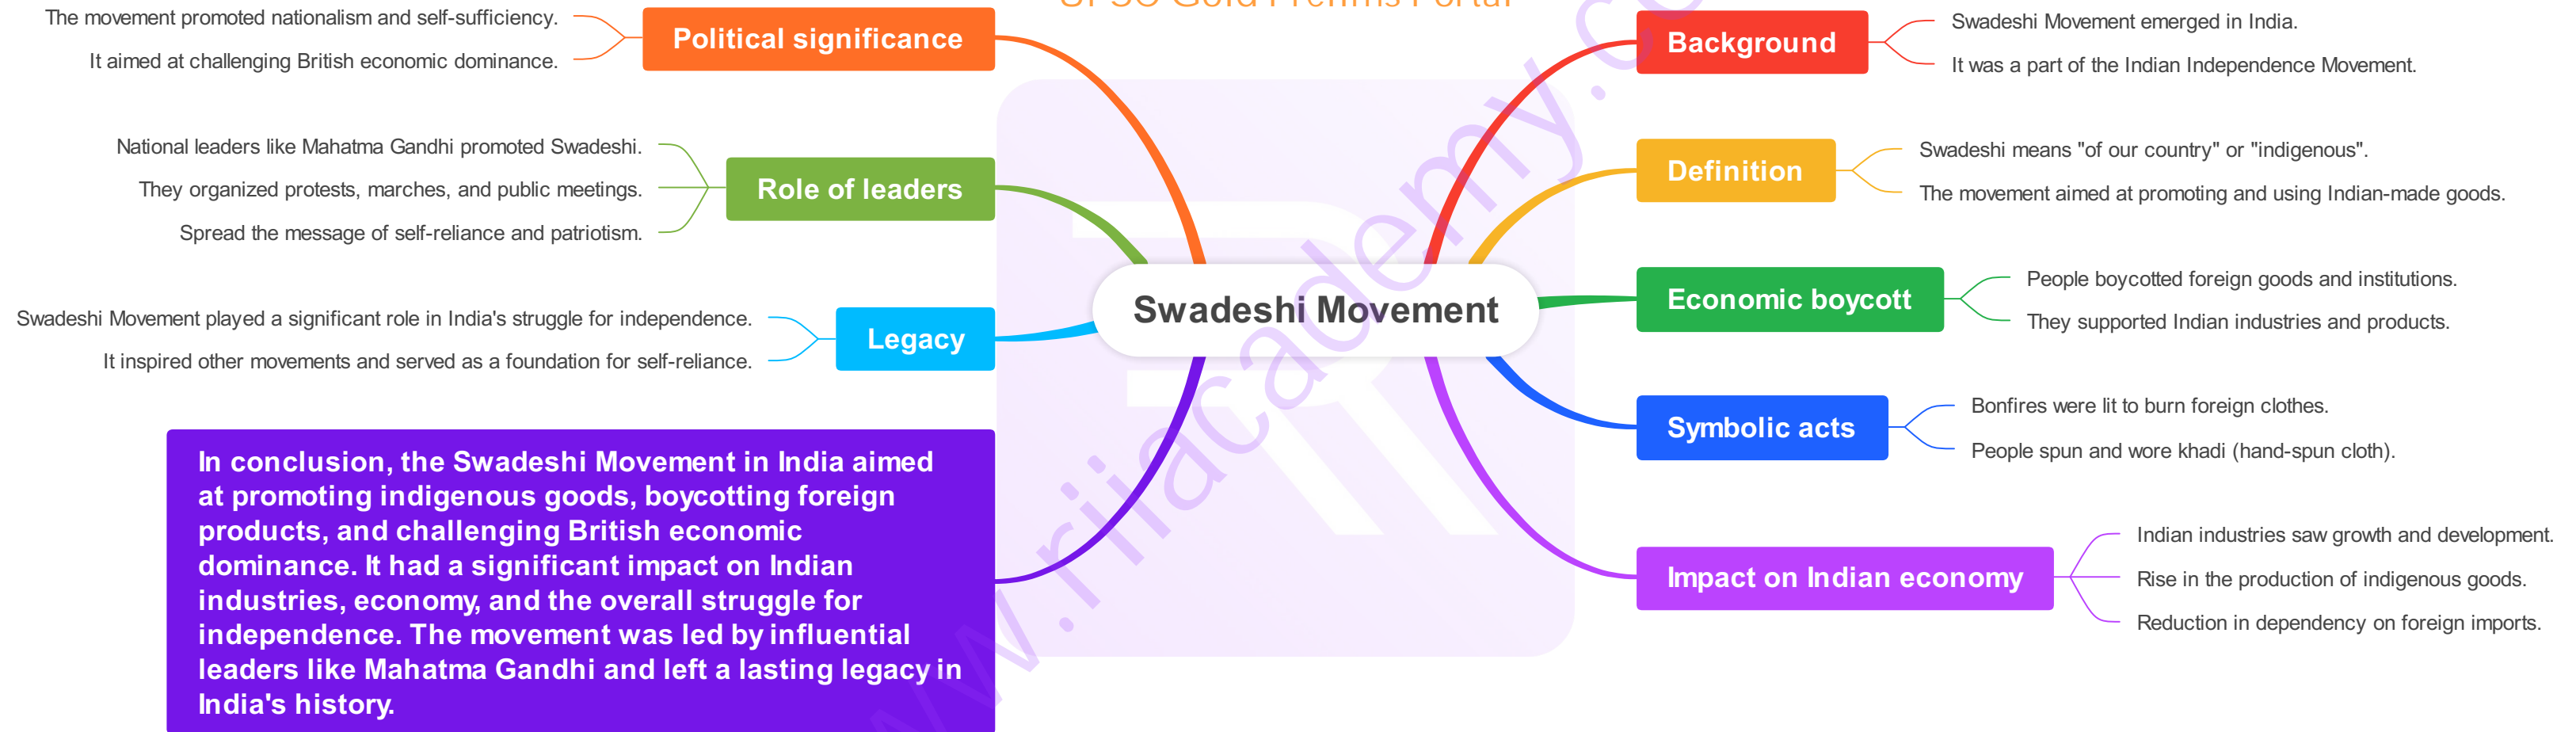 UPSC Gold Prelims Portal
Swadeshi Movement
Background
Swadeshi Movement emerged in India.
It was a part of the Indian Independence Movement.
Definition
Swadeshi means "of our country" or "indigenous".
The movement aimed at promoting and using Indian-made goods.
Economic boycott
People boycotted foreign goods and institutions.
They supported Indian industries and products.
Symbolic acts
Bonfires were lit to burn foreign clothes.
People spun and wore khadi (hand-spun cloth).
Impact on Indian economy
Indian industries saw growth and development.
Rise in the production of indigenous goods.
Reduction in dependency on foreign imports.
Political significance
The movement promoted nationalism and self-sufficiency.
It aimed at challenging British economic dominance.
Role of leaders
National leaders like Mahatma Gandhi promoted Swadeshi.
They organized protests, marches, and public meetings.
Spread the message of self-reliance and patriotism.
Legacy
Swadeshi Movement played a significant role in India's struggle for independence.
It inspired other movements and served as a foundation for self-reliance.
In conclusion, the Swadeshi Movement in India aimed
at promoting indigenous goods, boycotting foreign
products, and challenging British economic
dominance. It had a significant impact on Indian
industries, economy, and the overall struggle for
independence. The movement was led by influential
leaders like Mahatma Gandhi and left a lasting legacy in
India's history.